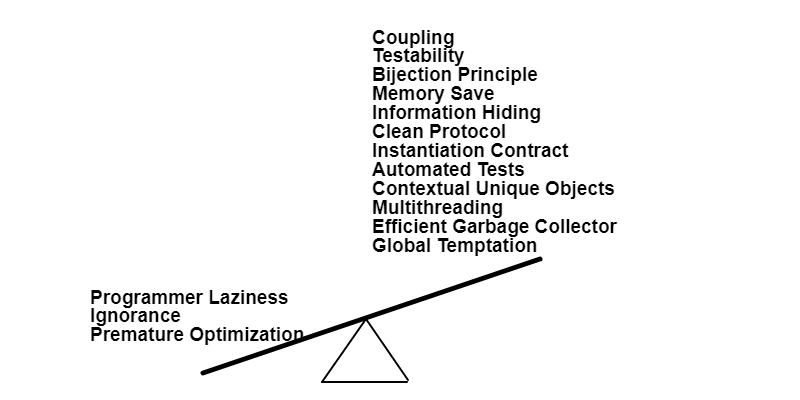 Coupling
Testability
Bijection Principle
Memory Save
Information Hiding
Clean Protocol
Instantiation Contract
Automated Tests
Contextual Unique Objects
Multithreading
Efficient Garbage Collector
Global Temptation
Programmer Laziness
Ignorance
Premature Optimization